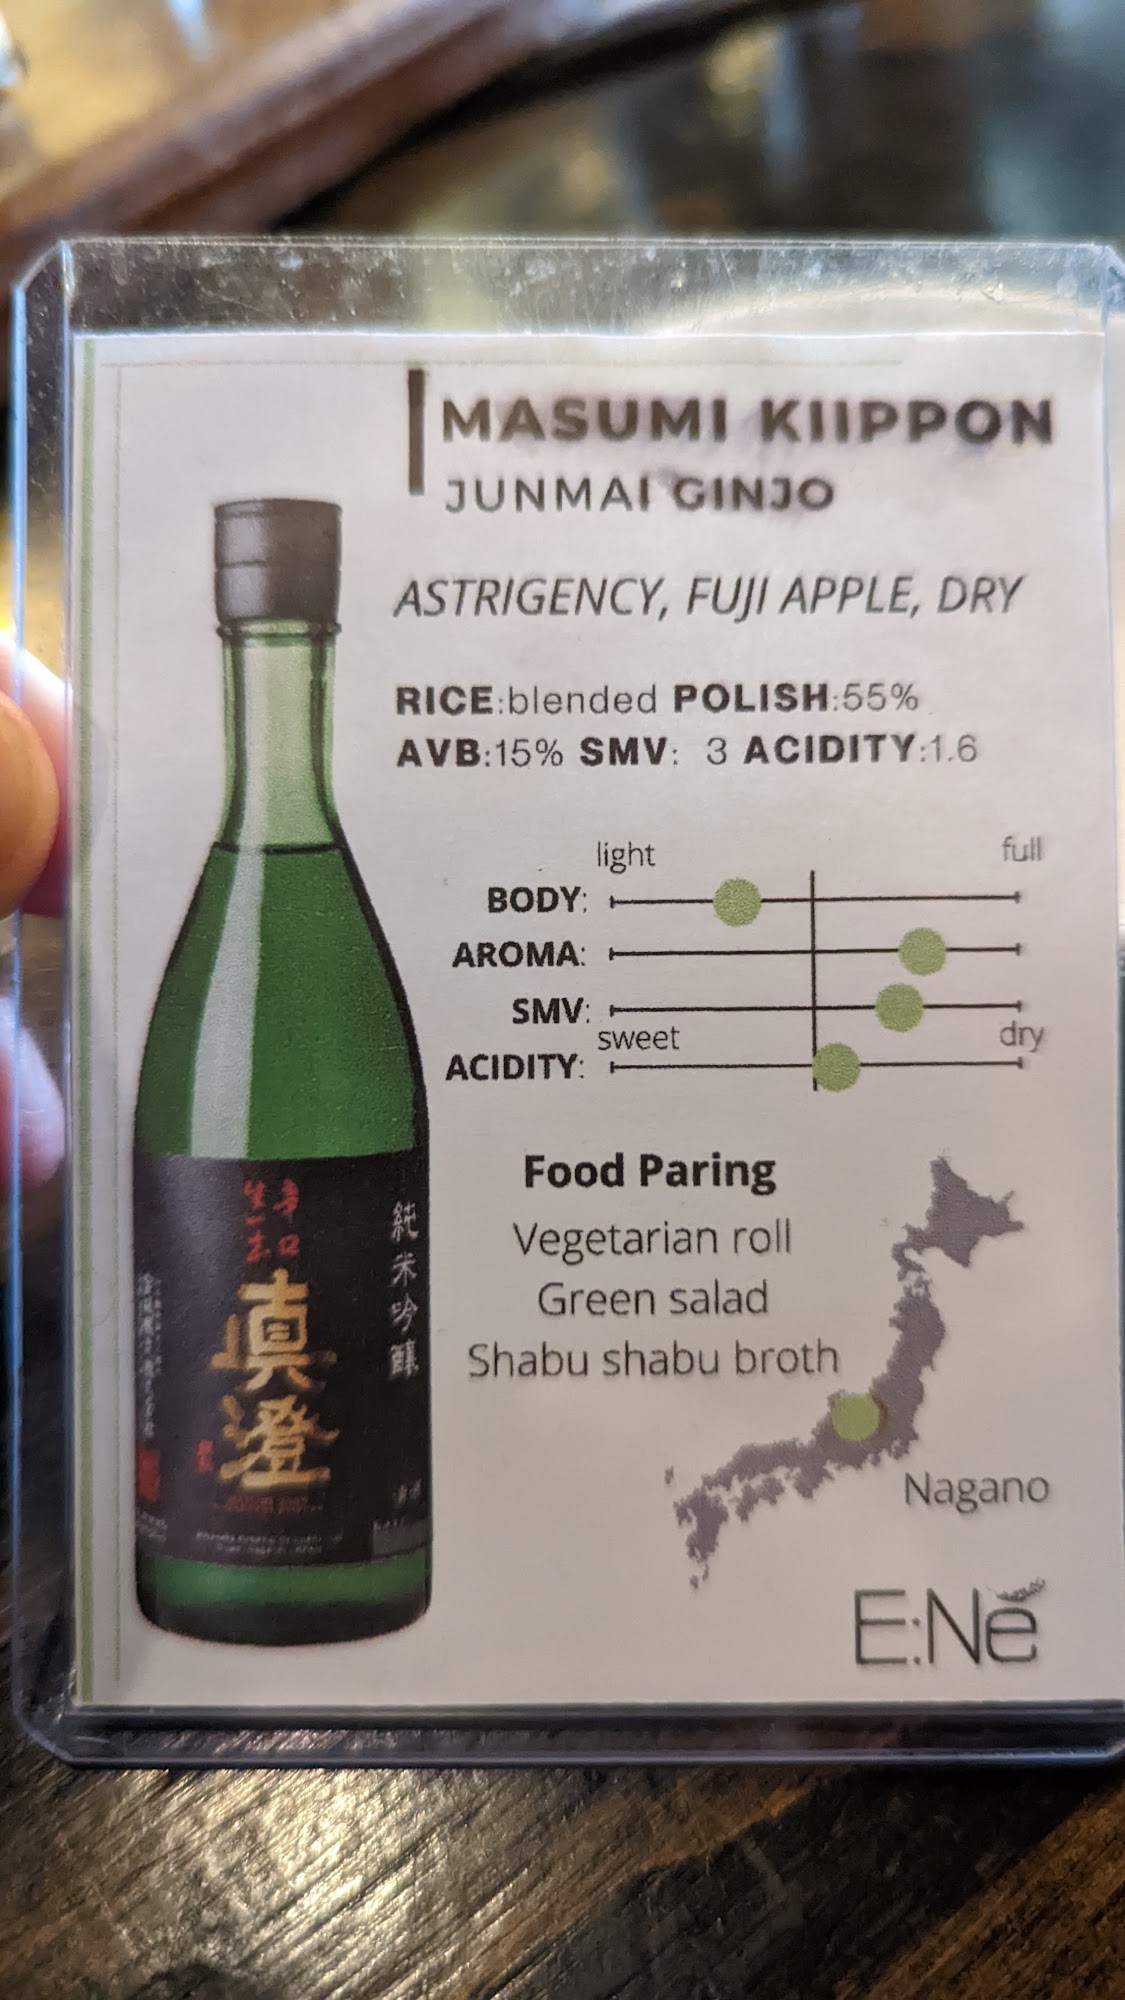 MASUMI KIIPPON
JUNMAI GINJO
ASTRIGENCY, FUJI APPLE, DRY
RICE:blended POLISH:55%
AVB:15% SMV: 3 ACIDITY:1.6
light full
BODY:
AROMA:
SMV:
sweet dry
ACIDITY:
Food Paring
Vegetarian roll
Green salad
Shabu shabu broth
Nagano
E:Né
辛口
生一本
真澄
純米吟醸